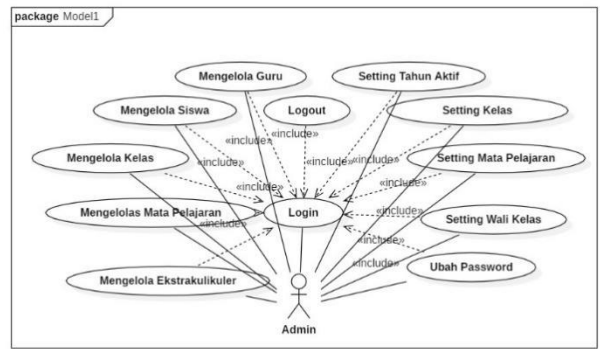 package Model1
Mengelola Guru
Setting Tahun Aktif
Mengelola Siswa
Logout
Setting Kelas
«include»
Mengelola Kelas
«include»
«include»
«include»
Setting Mata Pelajaran
«include»
Mengelolas Mata Pelajaran
Login
«include»
Setting Wali Kelas
«include»
«include»
Mengelola Ekstrakulikuler
«include»
Ubah Password
Admin